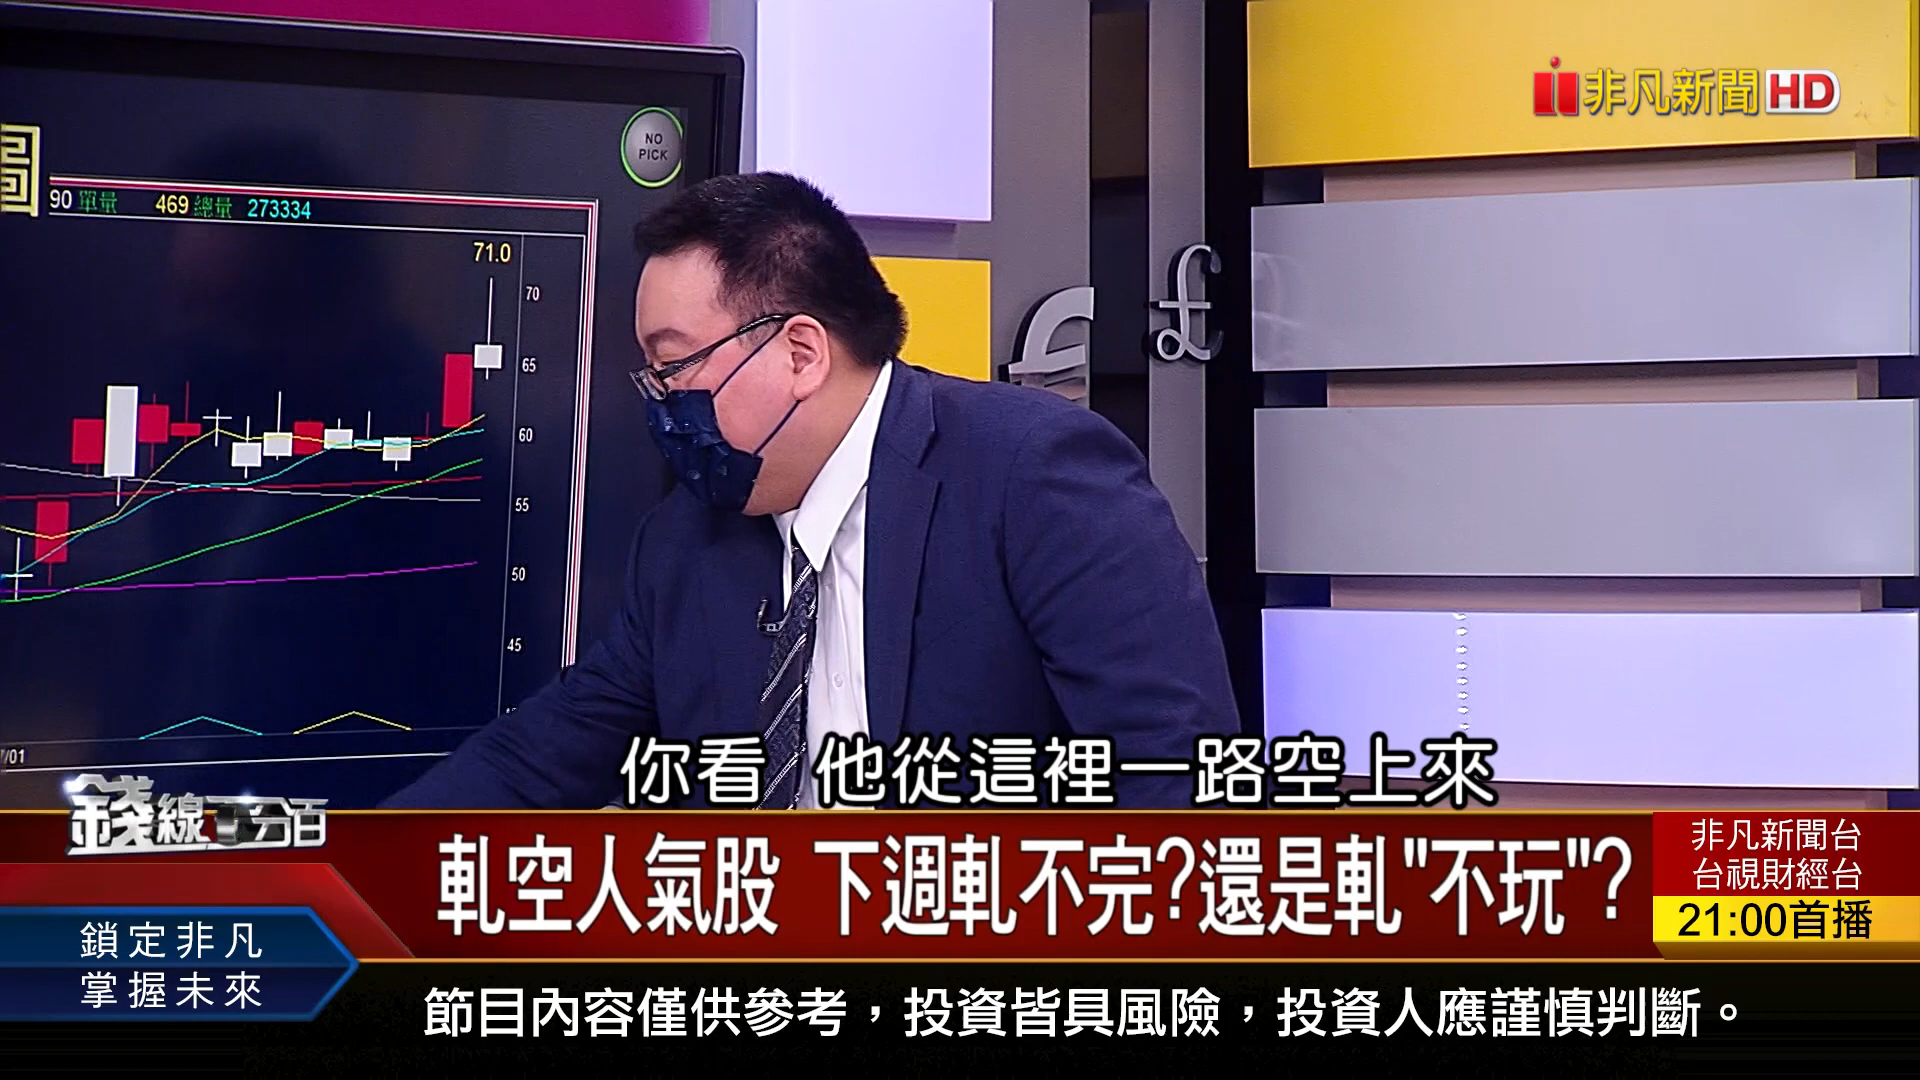 非凡新聞HD
NO
PICK
圖
90 單量 469 總量 273334
71.0
70
65
60
55
50
45
/01
£
你看 他從這裡一路空上來
錢線百分百
軋空人氣股 下週軋不完?還是軋"不玩"?
非凡新聞台
台視財經台
21:00首播
鎖定非凡
掌握未來
節目內容僅供參考，投資皆具風險，投資人應謹慎判斷。